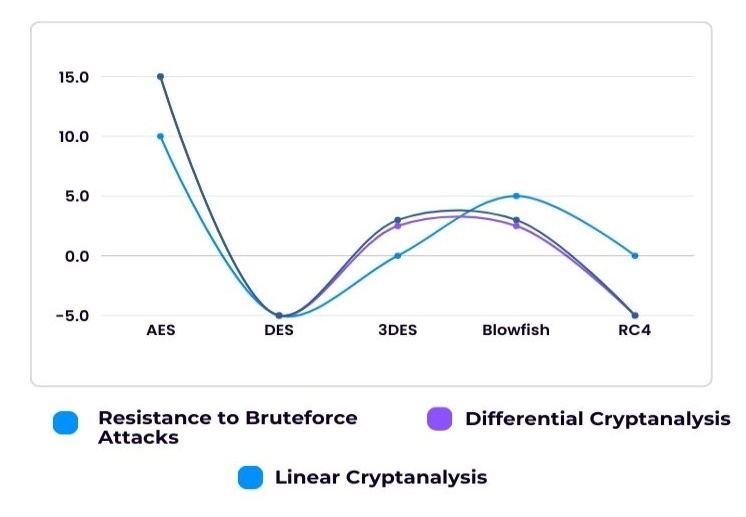 15.0
10.0
5.0
0.0
−5.0
AES DES 3DES Blowfish RC4
Resistance to Bruteforce
Attacks
Differential Cryptanalysis
Linear Cryptanalysis